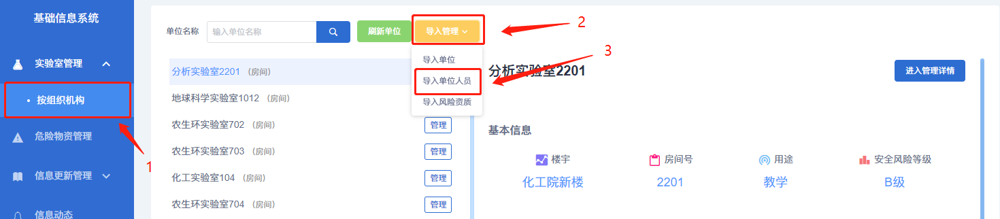 基础信息系统
实验室管理
按组织机构
危险物资管理
信息更新管理
信息动态
1
单位名称 输入单位名称 刷新单位 导入管理
2
导入单位
导入单位人员
导入风险资质
3
分析实验室2201 (房间)
地球科学实验室1012 (房间)
农生环实验室702 (房间) 管理
农生环实验室703 (房间) 管理
化工实验室104 (房间) 管理
农生环实验室704 (房间) 管理
分析实验室2201 进入管理详情
基本信息
楼宇 房间号 用途 安全风险等级
化工院新楼 2201 教学 B级